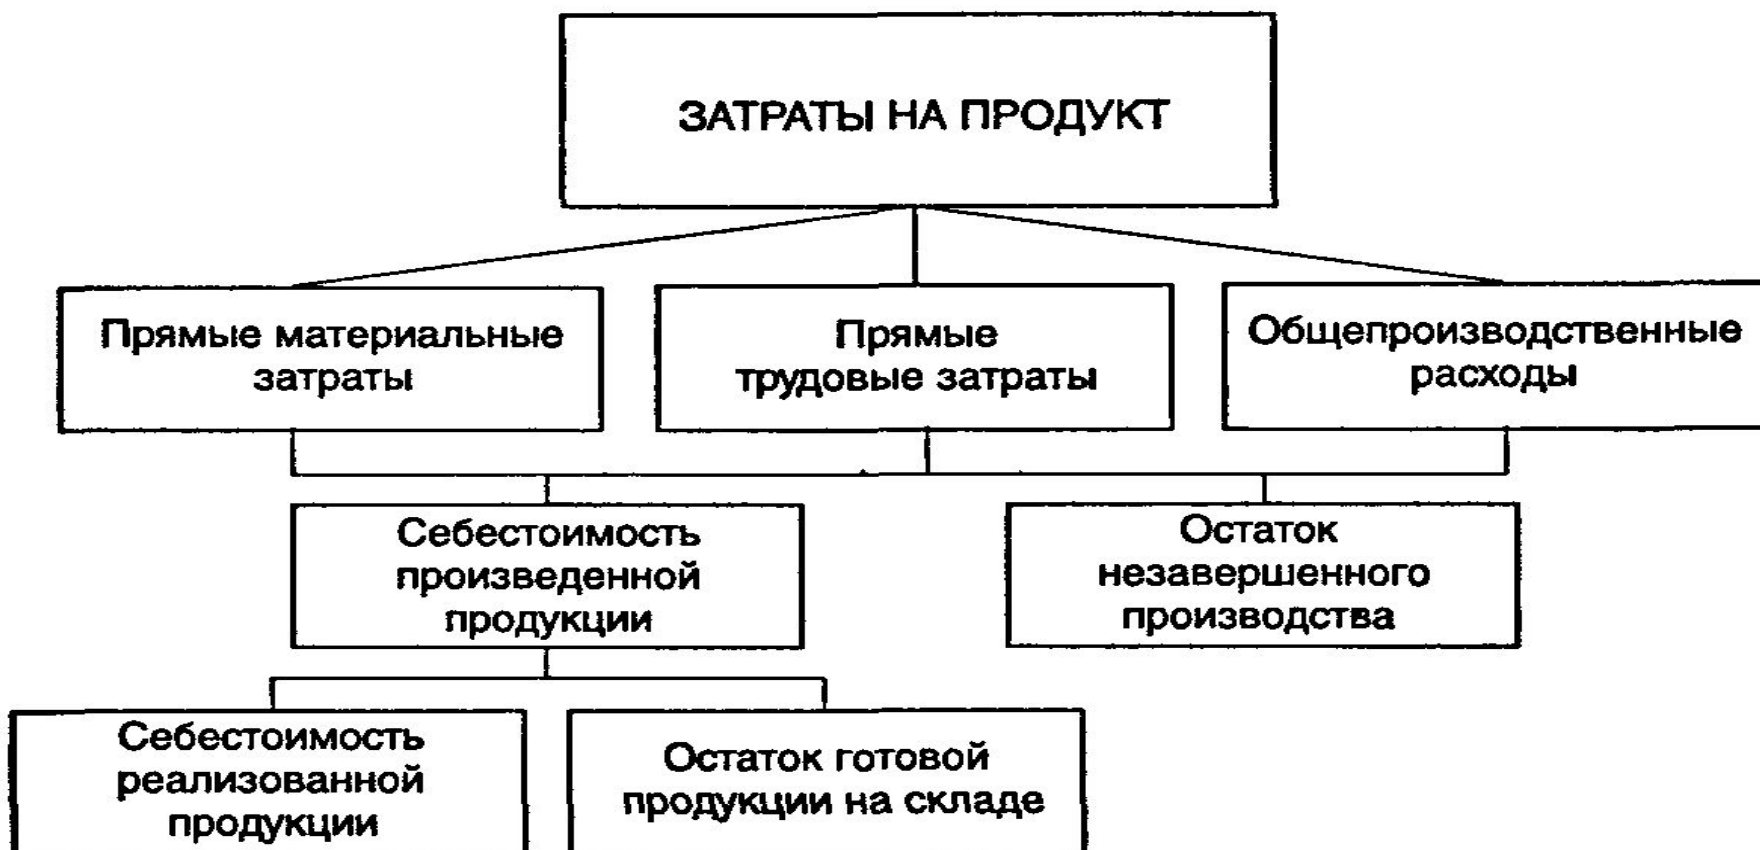 ЗАТРАТЫ НА ПРОДУКТ
Прямые материальные
затраты
Прямые
трудовые затраты
Общепроизводственные
расходы
Себестоимость
произведенной
продукции
Остаток
незавершенного
производства
Себестоимость
реализованной
продукции
Остаток готовой
продукции на складе